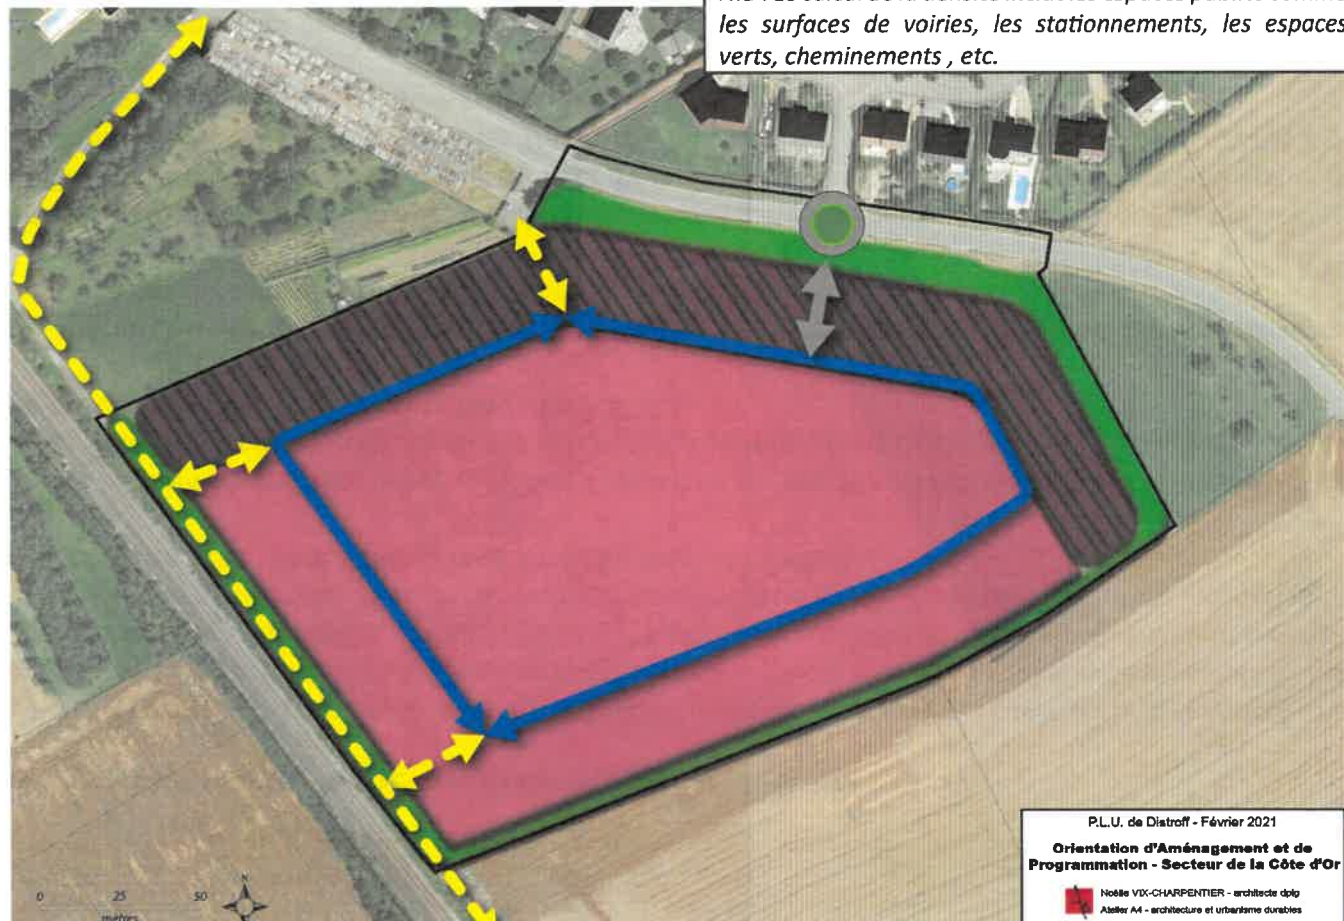 les surfaces de voiries, les stationnements, les espaces
verts, cheminements , etc.
P.L.U. de Distroff - Février 2021
Orientation d'Aménagement et de
Programmation - Secteur de la Côte d'Or
Noëlle VIX-CHARPENTIER - architecte dplg
Atelier A4 - architecture et urbanisme durables
N
0 25 50
mètres